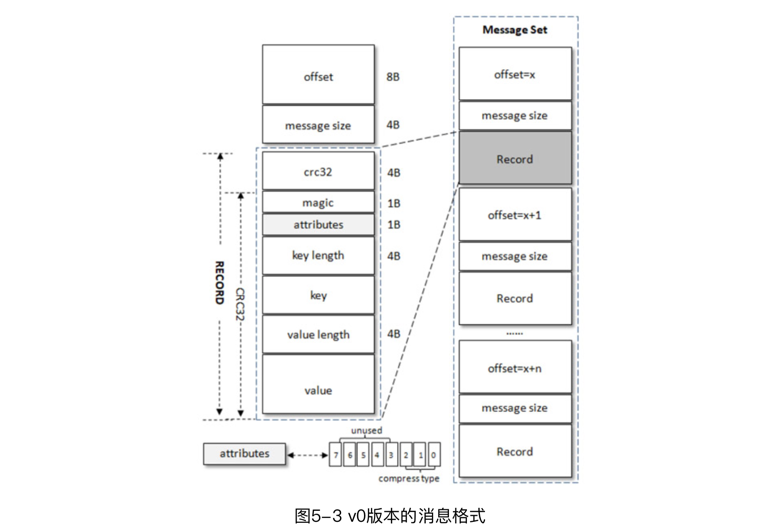 Message Set
offset 8B
message size 4B
crc32 4B
magic 1B
attributes 1B
key length 4B
key
value length 4B
value
RECORD
CRC32
offset=x
message size
Record
offset=x+1
message size
Record
......
offset=x+n
message size
Record
attributes
unused
7 6 5 4 3 2 1 0
compress type
图5-3 v0版本的消息格式